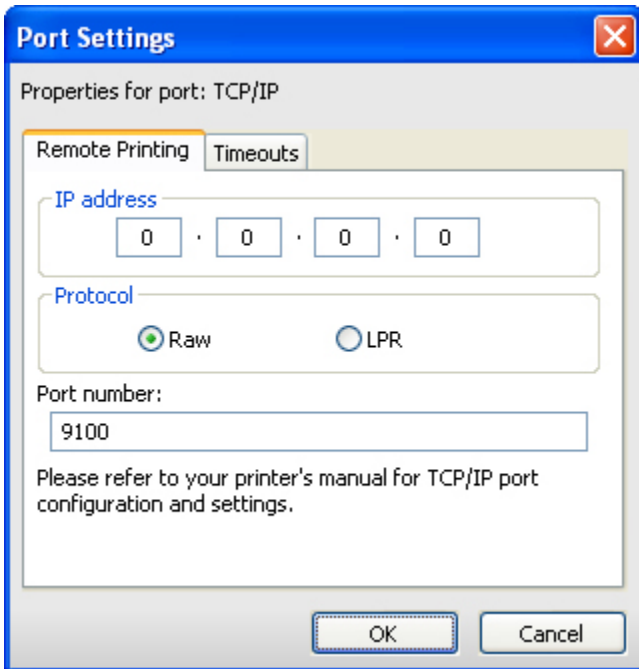 Port Settings
Properties for port: TCP/IP
Remote Printing Timeouts
IP address
0 . 0 . 0 . 0
Protocol
Raw LPR
Port number:
9100
Please refer to your printer's manual for TCP/IP port
configuration and settings.
OK Cancel